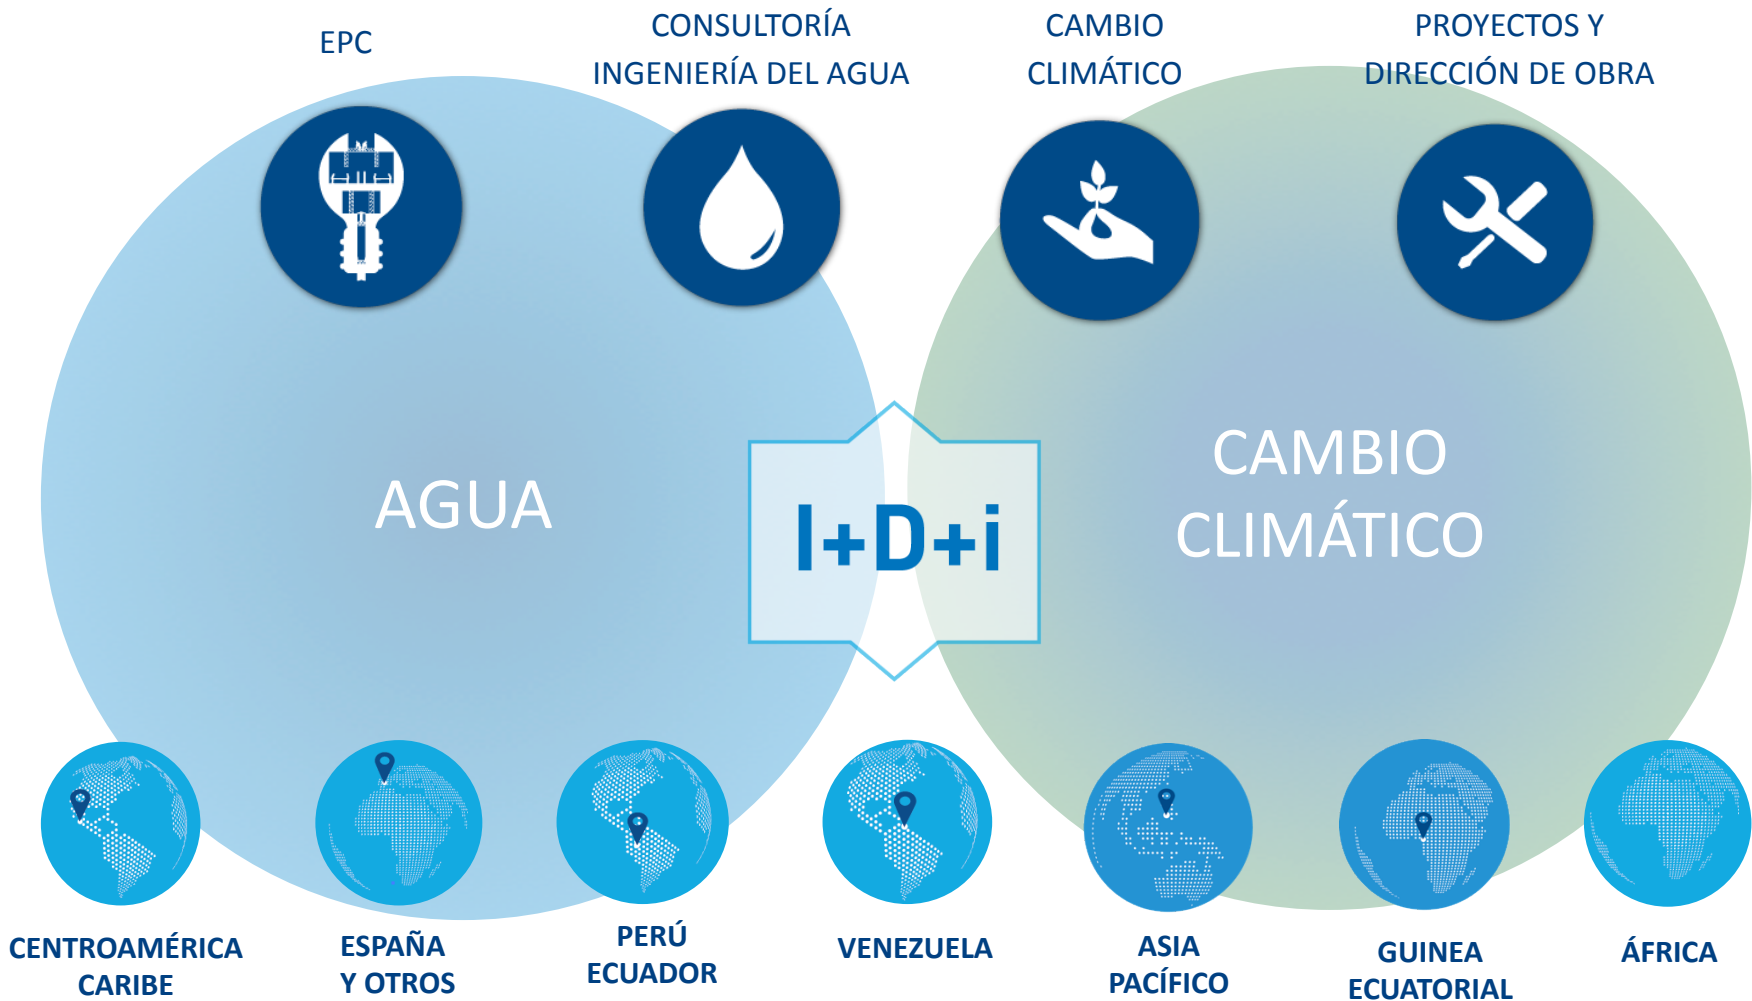 EPC
CONSULTORÍA
INGENIERÍA DEL AGUA
CAMBIO
CLIMÁTICO
PROYECTOS Y
DIRECCIÓN DE OBRA
AGUA
I+D+i
CAMBIO
CLIMÁTICO
CENTROAMÉRICA
CARIBE
ESPAÑA
Y OTROS
PERÚ
ECUADOR
VENEZUELA
ASIA
PACÍFICO
GUINEA
ECUATORIAL
ÁFRICA